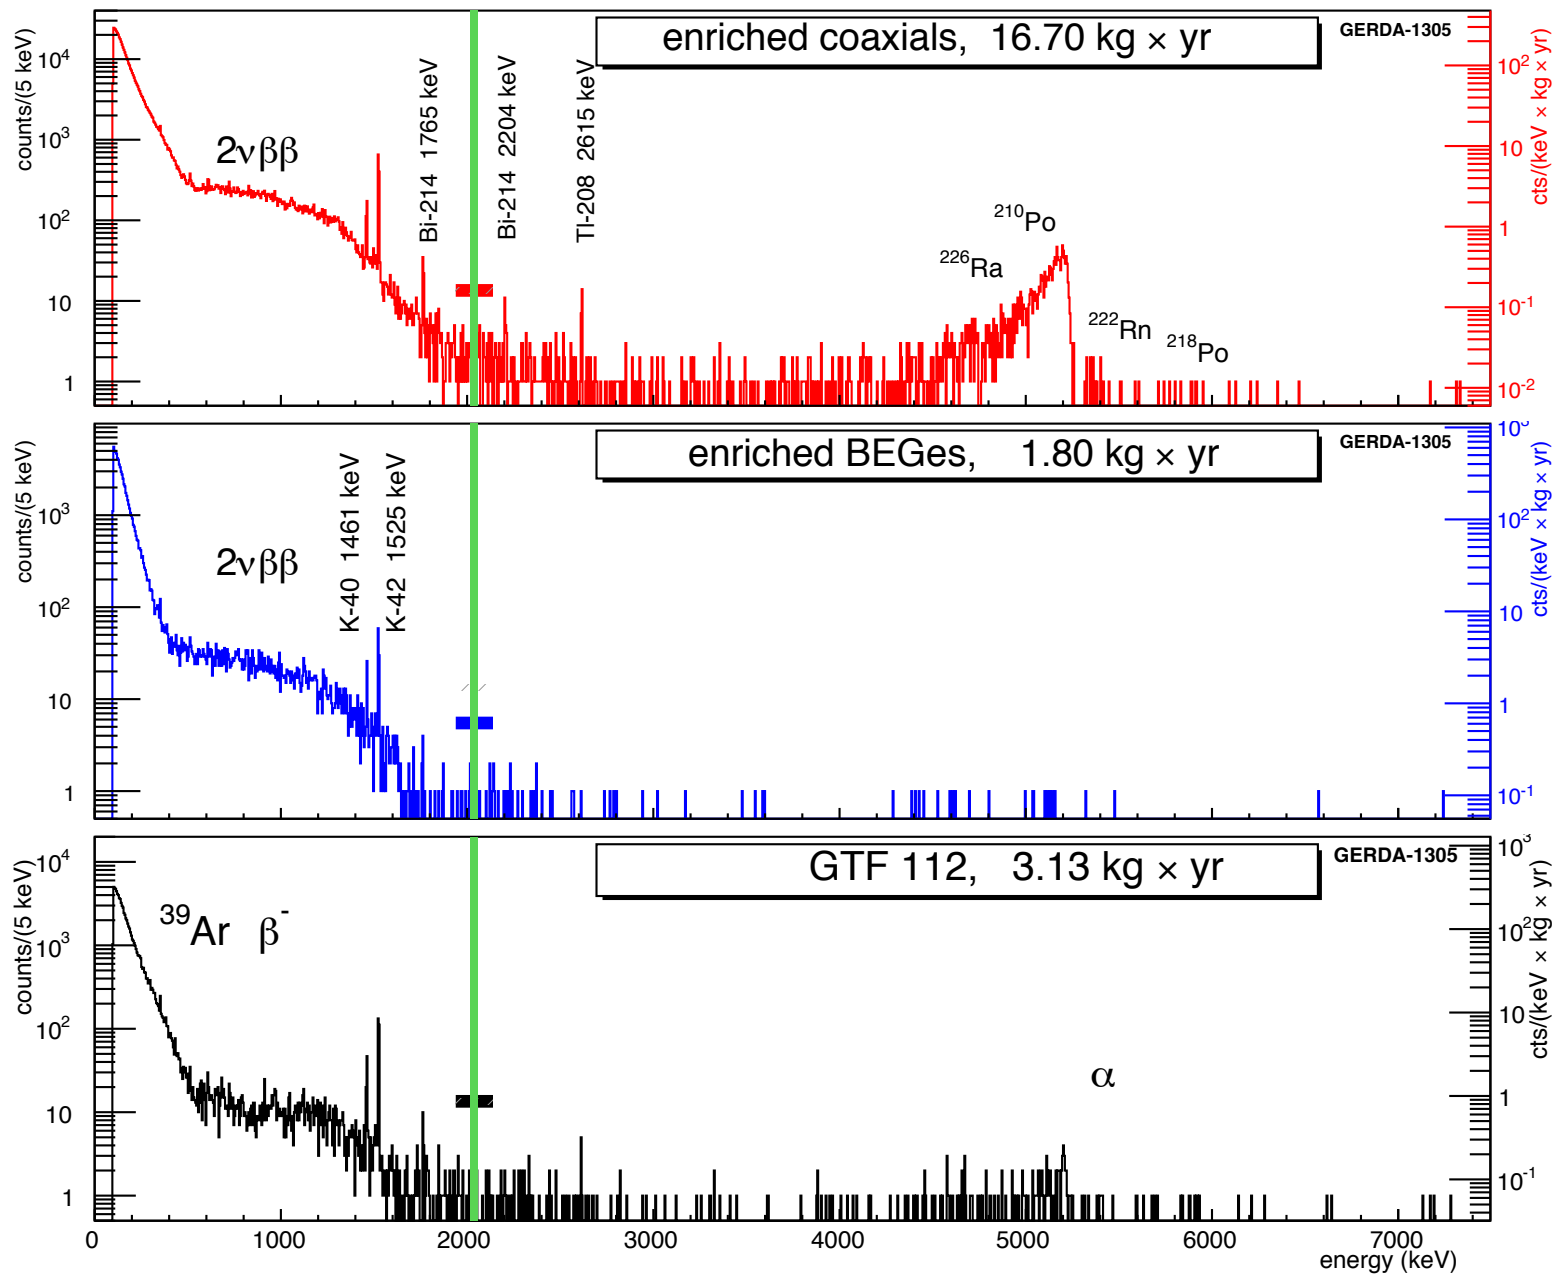 enriched coaxials, 16.70 kg × yr
GERDA-1305
counts/(5 keV)
cts/(keV × kg × yr)
10⁴
10³
10²
10
1
10²
10
1
10⁻¹
10⁻²
2νββ
Bi-214 1765 keV
Bi-214 2204 keV
Tl-208 2615 keV
²²⁶Ra
²¹⁰Po
²²²Rn
²¹⁸Po
enriched BEGes, 1.80 kg × yr
GERDA-1305
counts/(5 keV)
cts/(keV × kg × yr)
10³
10²
10
1
10³
10²
10
1
10⁻¹
2νββ
K-40 1461 keV
K-42 1525 keV
GTF 112, 3.13 kg × yr
GERDA-1305
counts/(5 keV)
cts/(keV × kg × yr)
10⁴
10³
10²
10
1
10³
10²
10
1
10⁻¹
³⁹Ar β⁻
α
0 1000 2000 3000 4000 5000 6000 7000
energy (keV)